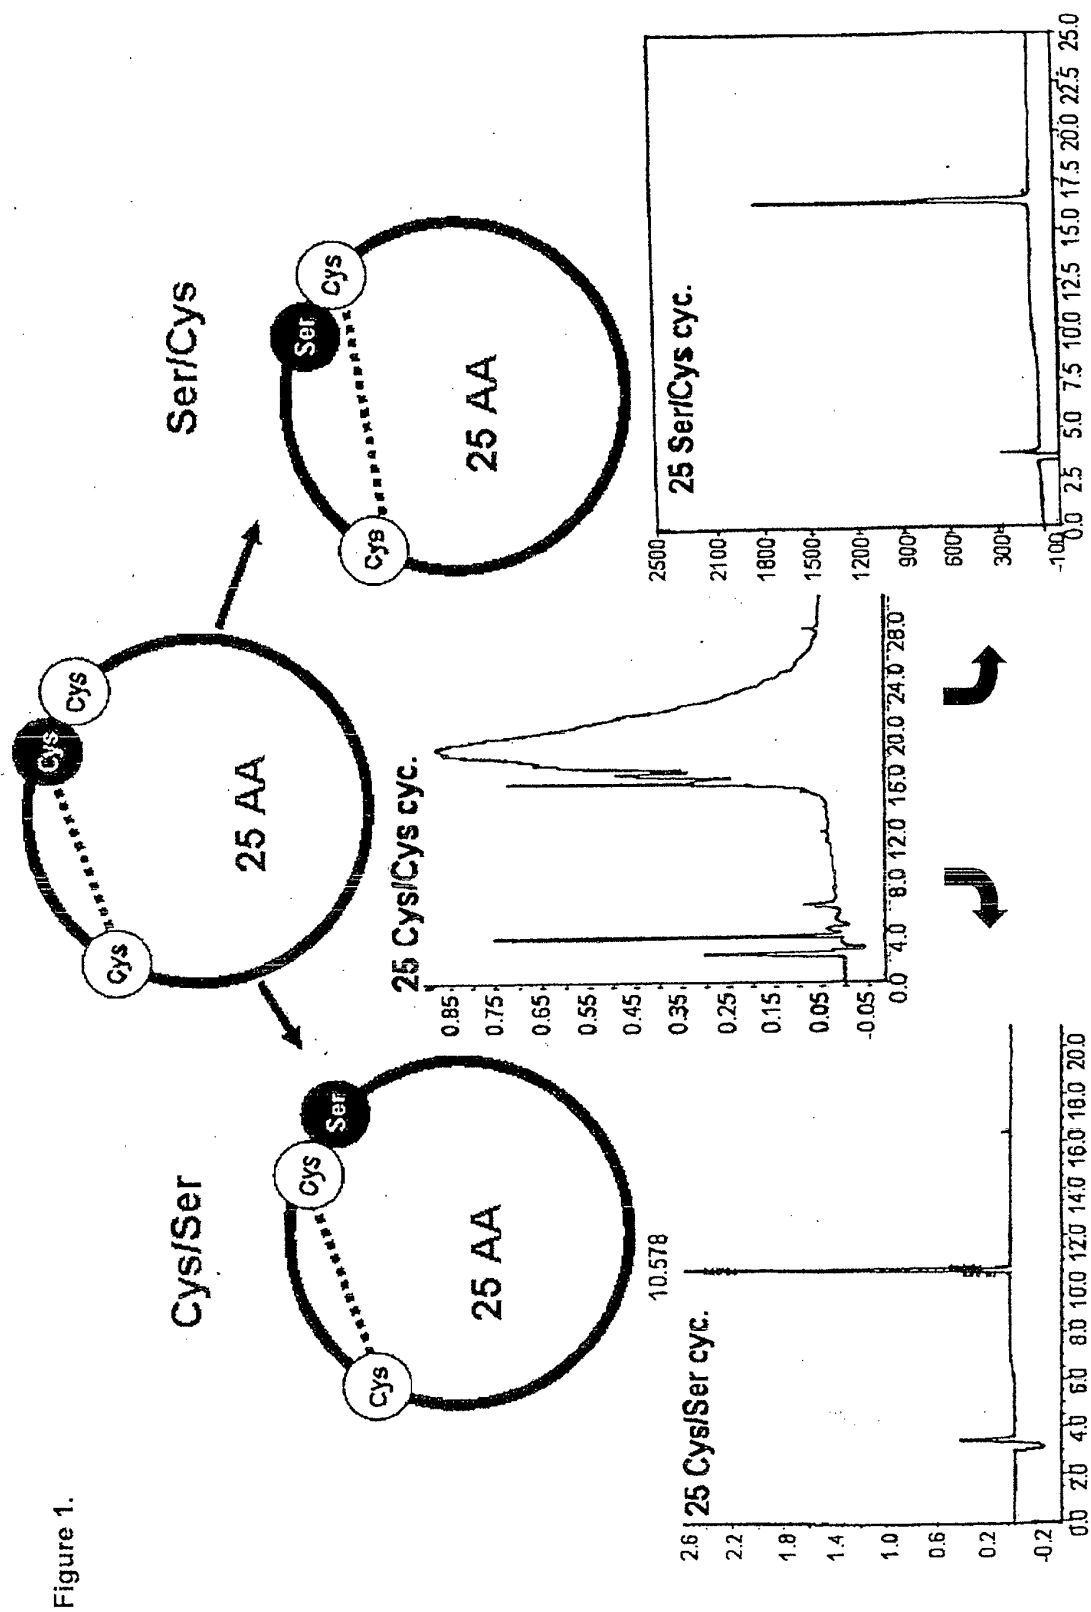 Figure 1.
Cys/Ser
Ser/Cys
Cys
Cys
Cys
25 AA
Cys
Cys
Ser
25 AA
Cys
Ser
Cys
25 AA
25 Cys/Ser cyc.
10.578
2.6
2.2
1.8
1.4
1.0
0.6
0.2
-0.2
0.0 2.0 4.0 6.0 8.0 10.0 12.0 14.0 16.0 18.0 20.0
25 Cys/Cys cyc.
0.85
0.75
0.65
0.55
0.45
0.35
0.25
0.15
0.05
-0.05
0.0 4.0 8.0 12.0 16.0 20.0 24.0 28.0
25 Ser/Cys cyc.
2500
2100
1800
1500
1200
900
600
300
-100
0.0 2.5 5.0 7.5 10.0 12.5 15.0 17.5 20.0 22.5 25.0